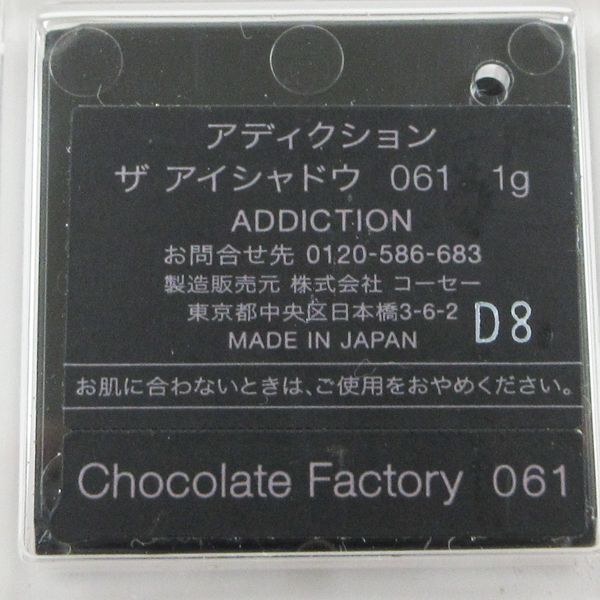 アディクション
ザ アイシャドウ 061 1g
ADDICTION
お問合せ先 0120-586-683
製造販売元 株式会社 コーセー
東京都中央区日本橋3-6-2
D8
MADE IN JAPAN
お肌に合わないときは、ご使用をおやめください。
Chocolate Factory 061